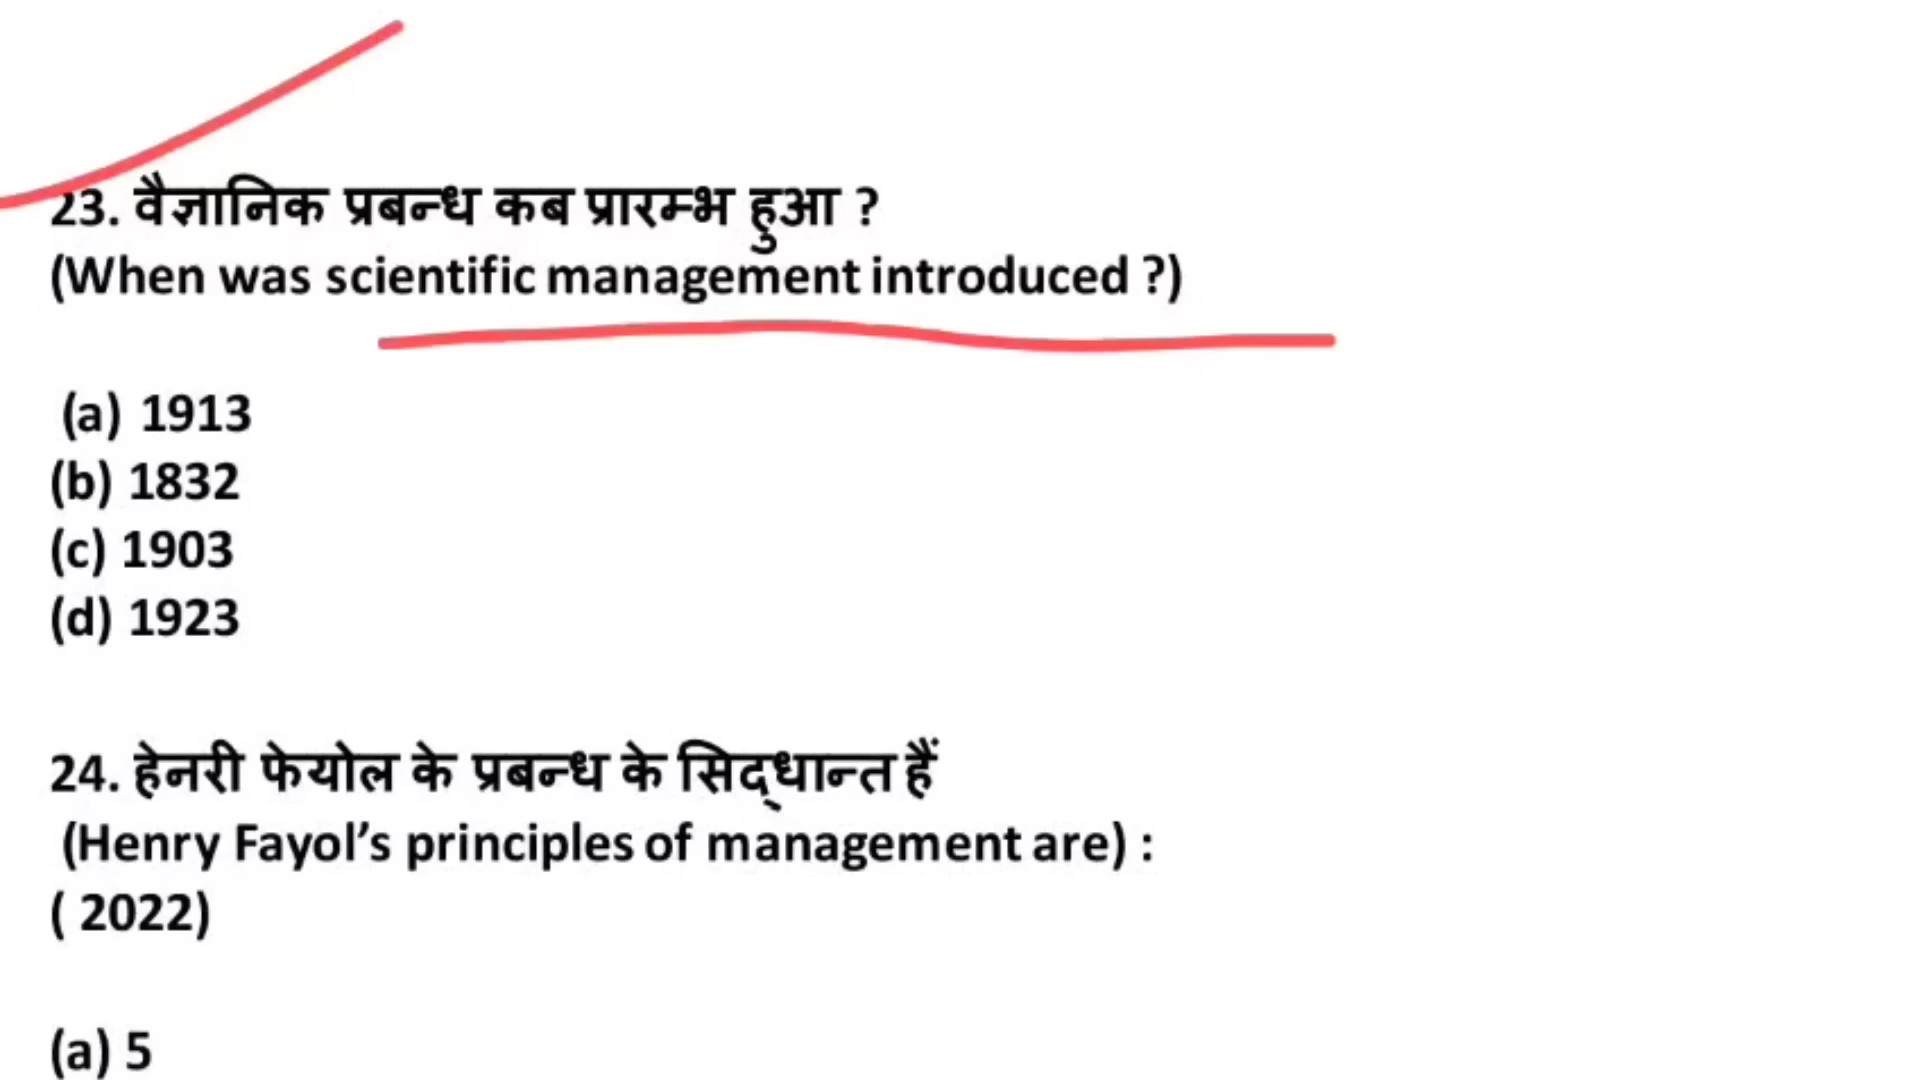 23. वैज्ञानिक प्रबन्ध कब प्रारम्भ हुआ ?
(When was scientific management introduced ?)
(a) 1913
(b) 1832
(c) 1903
(d) 1923
24. हेनरी फेयोल के प्रबन्ध के सिद्धान्त हैं
(Henry Fayol’s principles of management are) :
( 2022)
(a) 5